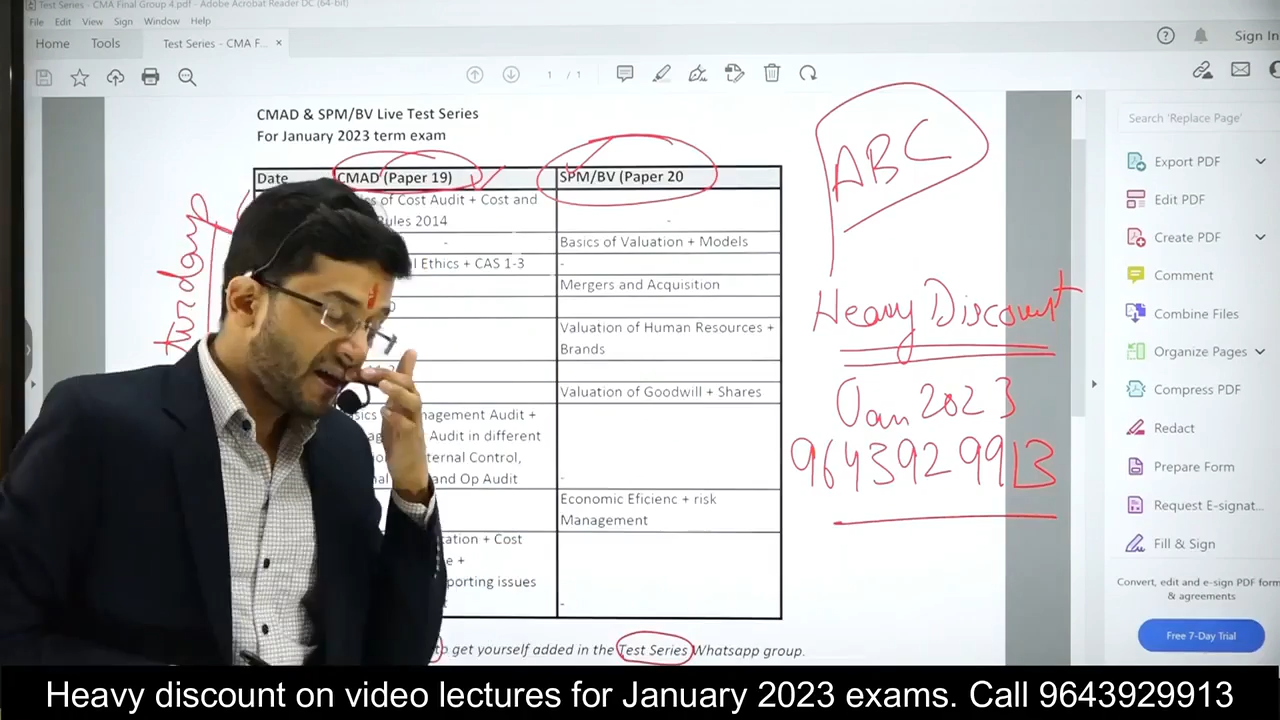 Test Series - CMA Final Group 4.pdf - Adobe Acrobat Reader DC (64-bit)
File Edit View Sign Window Help
Home Tools Test Series - CMA F... × Sign In
1 / 1
CMAD & SPM/BV Live Test Series
For January 2023 term exam
Date CMAD (Paper 19) SPM/BV (Paper 20
of Cost Audit + Cost and
Rules 2014 -
- Basics of Valuation + Models
Ethics + CAS 1-3 -
Mergers and Acquisition
Valuation of Human Resources +
Brands
Valuation of Goodwill + Shares
Audit +
Audit in different
Control,
and Op Audit -
Economic Eficienc + risk
Management
+ Cost
+
issues
-
to get yourself added in the Test Series Whatsapp group.
ABC
Heavy Discount
Jan 2023
9643929913
Search 'Replace Page'
Export PDF
Edit PDF
Create PDF
Comment
Combine Files
Organize Pages
Compress PDF
Redact
Prepare Form
Request E-signat...
Fill & Sign
Convert, edit and e-sign PDF form
& agreements
Free 7-Day Trial
Heavy discount on video lectures for January 2023 exams. Call 9643929913